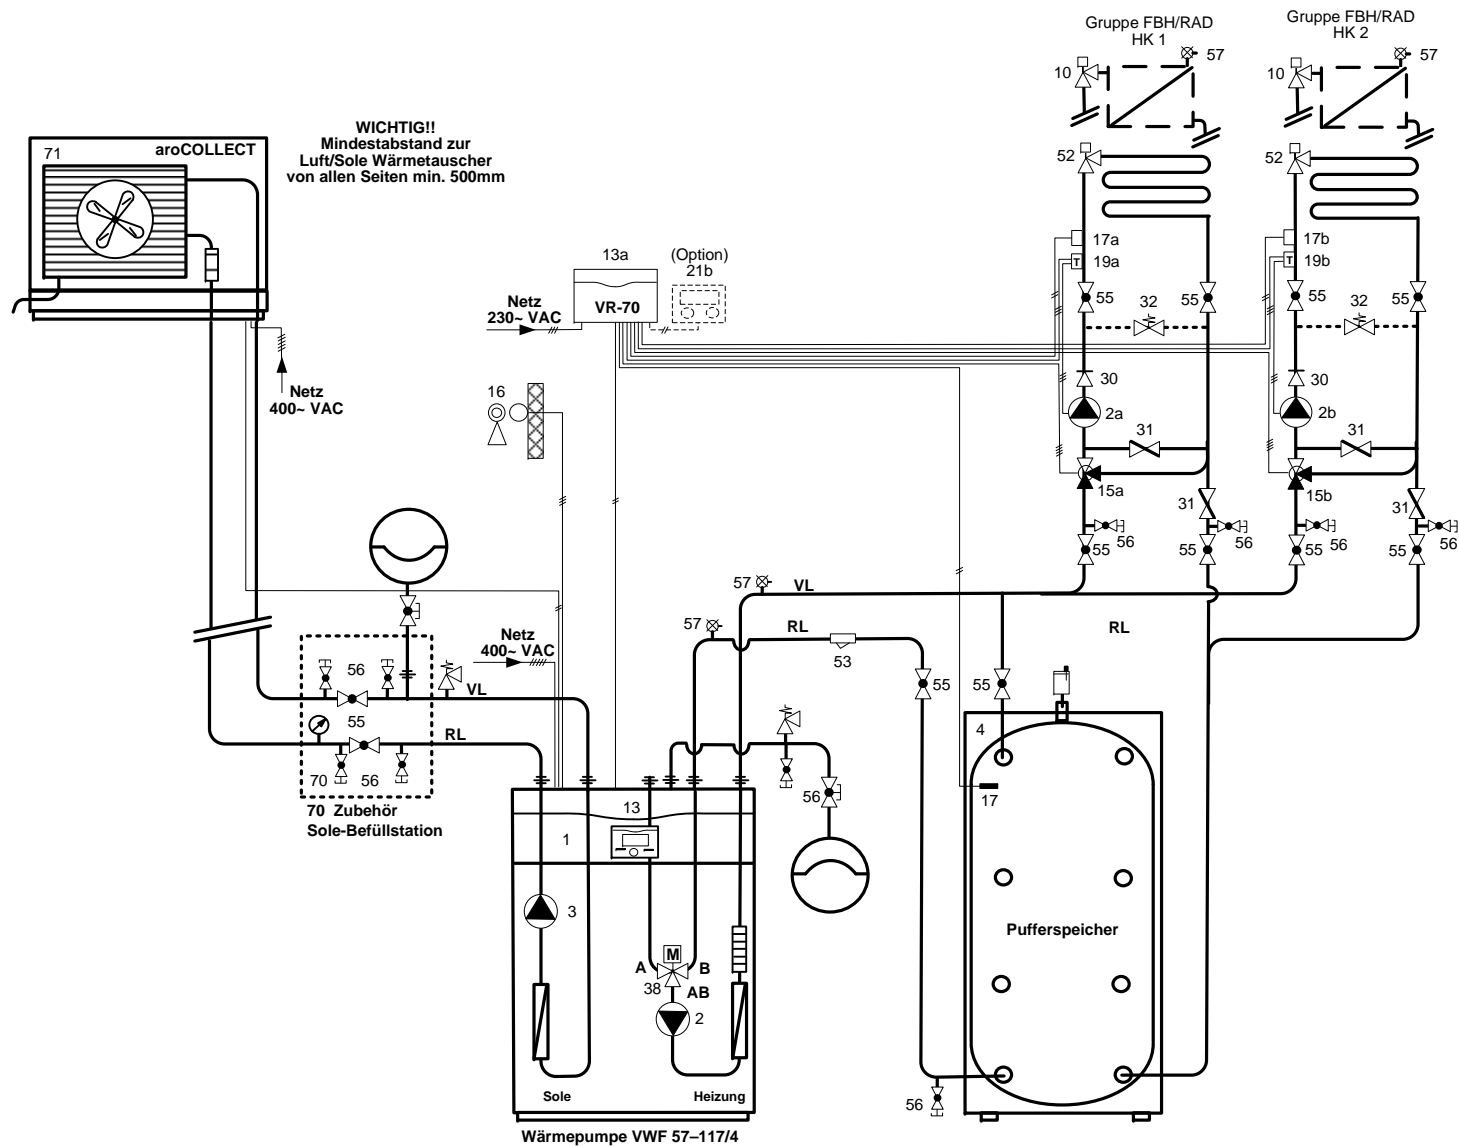 Gruppe FBH/RAD
HK 1
Gruppe FBH/RAD
HK 2
57
57
10
10
WICHTIG!!
Mindestabstand zur
Luft/Sole Wärmetauscher
von allen Seiten min. 500mm
71
aroCOLLECT
52
52
13a
(Option)
21b
17a
19a
17b
19b
T
T
Netz
230~ VAC
VR-70
55
32
55
55
32
55
Netz
400~ VAC
16
30
30
2a
2b
31
31
15a
31
15b
31
55
56
55
56
55
56
55
56
57
VL
57
RL
RL
53
Netz
400~ VAC
56
VL
55
55
55
RL
70
56
4
70 Zubehör
Sole-Befüllstation
56
17
13
1
3
M
A
B
38
AB
2
Pufferspeicher
Sole
Heizung
56
Wärmepumpe VWF 57–117/4